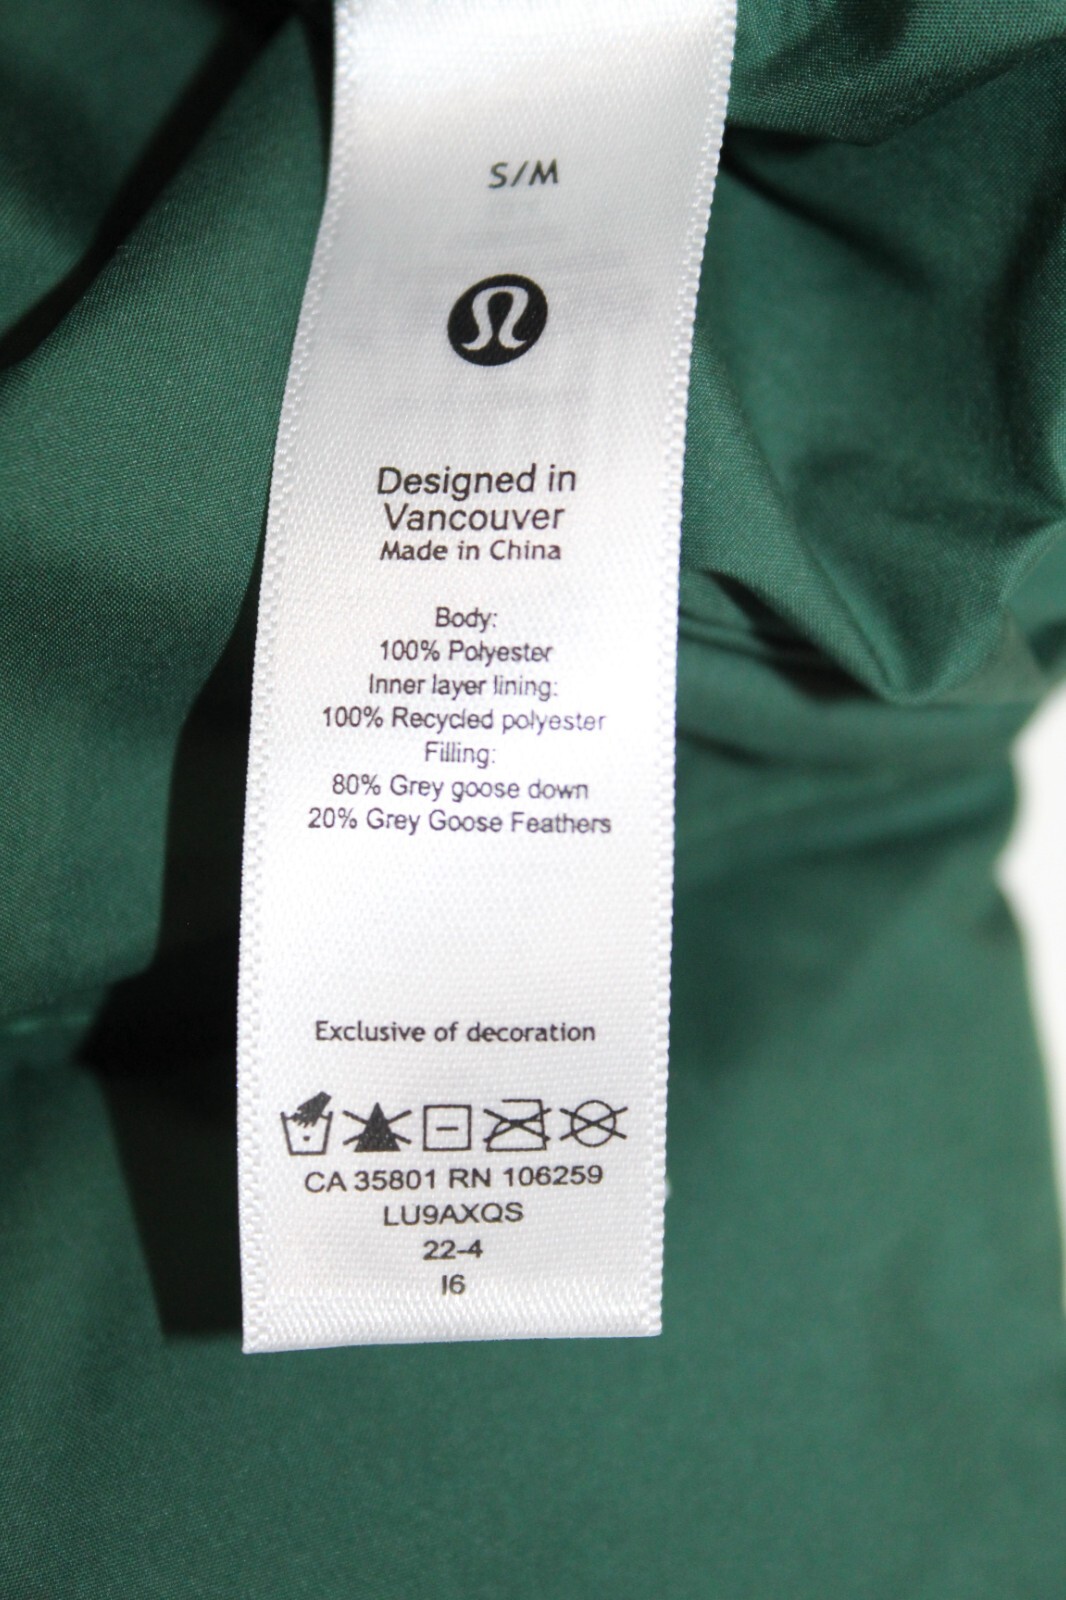 S/M
Designed in
Vancouver
Made in China
Body:
100% Polyester
Inner layer lining:
100% Recycled polyester
Filling:
80% Grey goose down
20% Grey Goose Feathers
Exclusive of decoration
CA 35801 RN 106259
LU9AXQS
22-4
I6